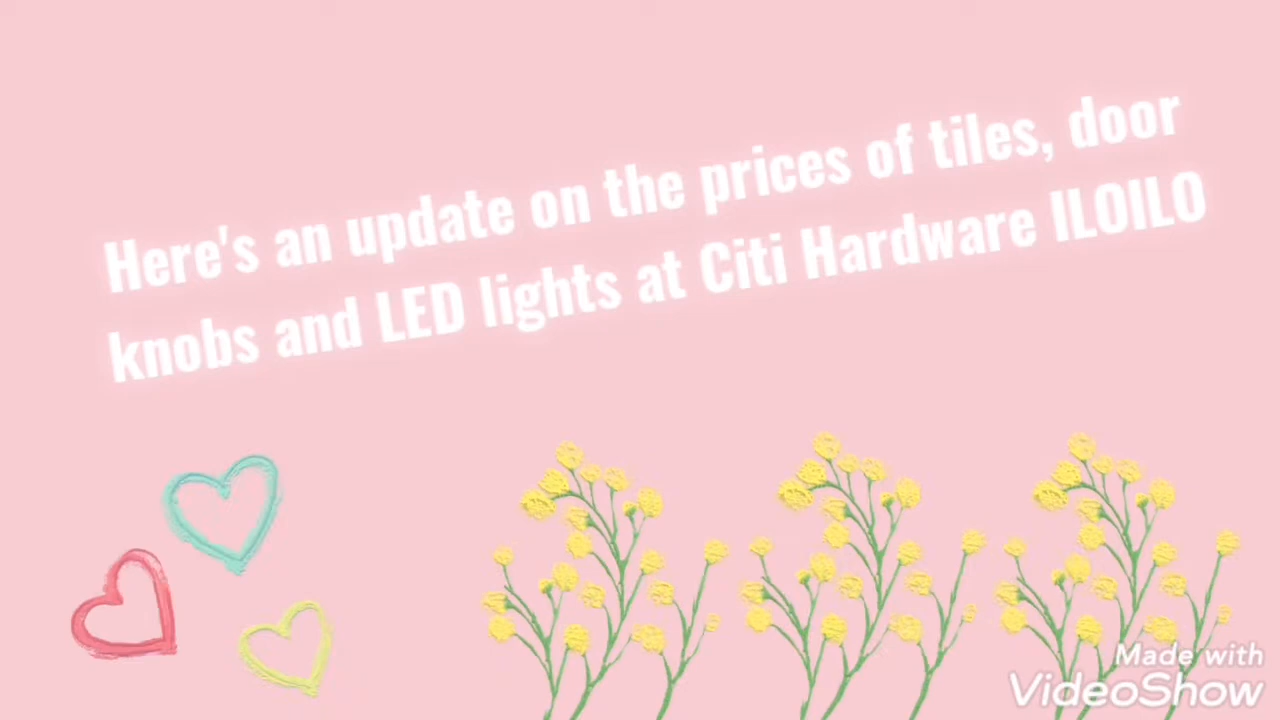 Here's an update on the prices of tiles, door
knobs and LED lights at Citi Hardware ILOILO
Made with
VideoShow